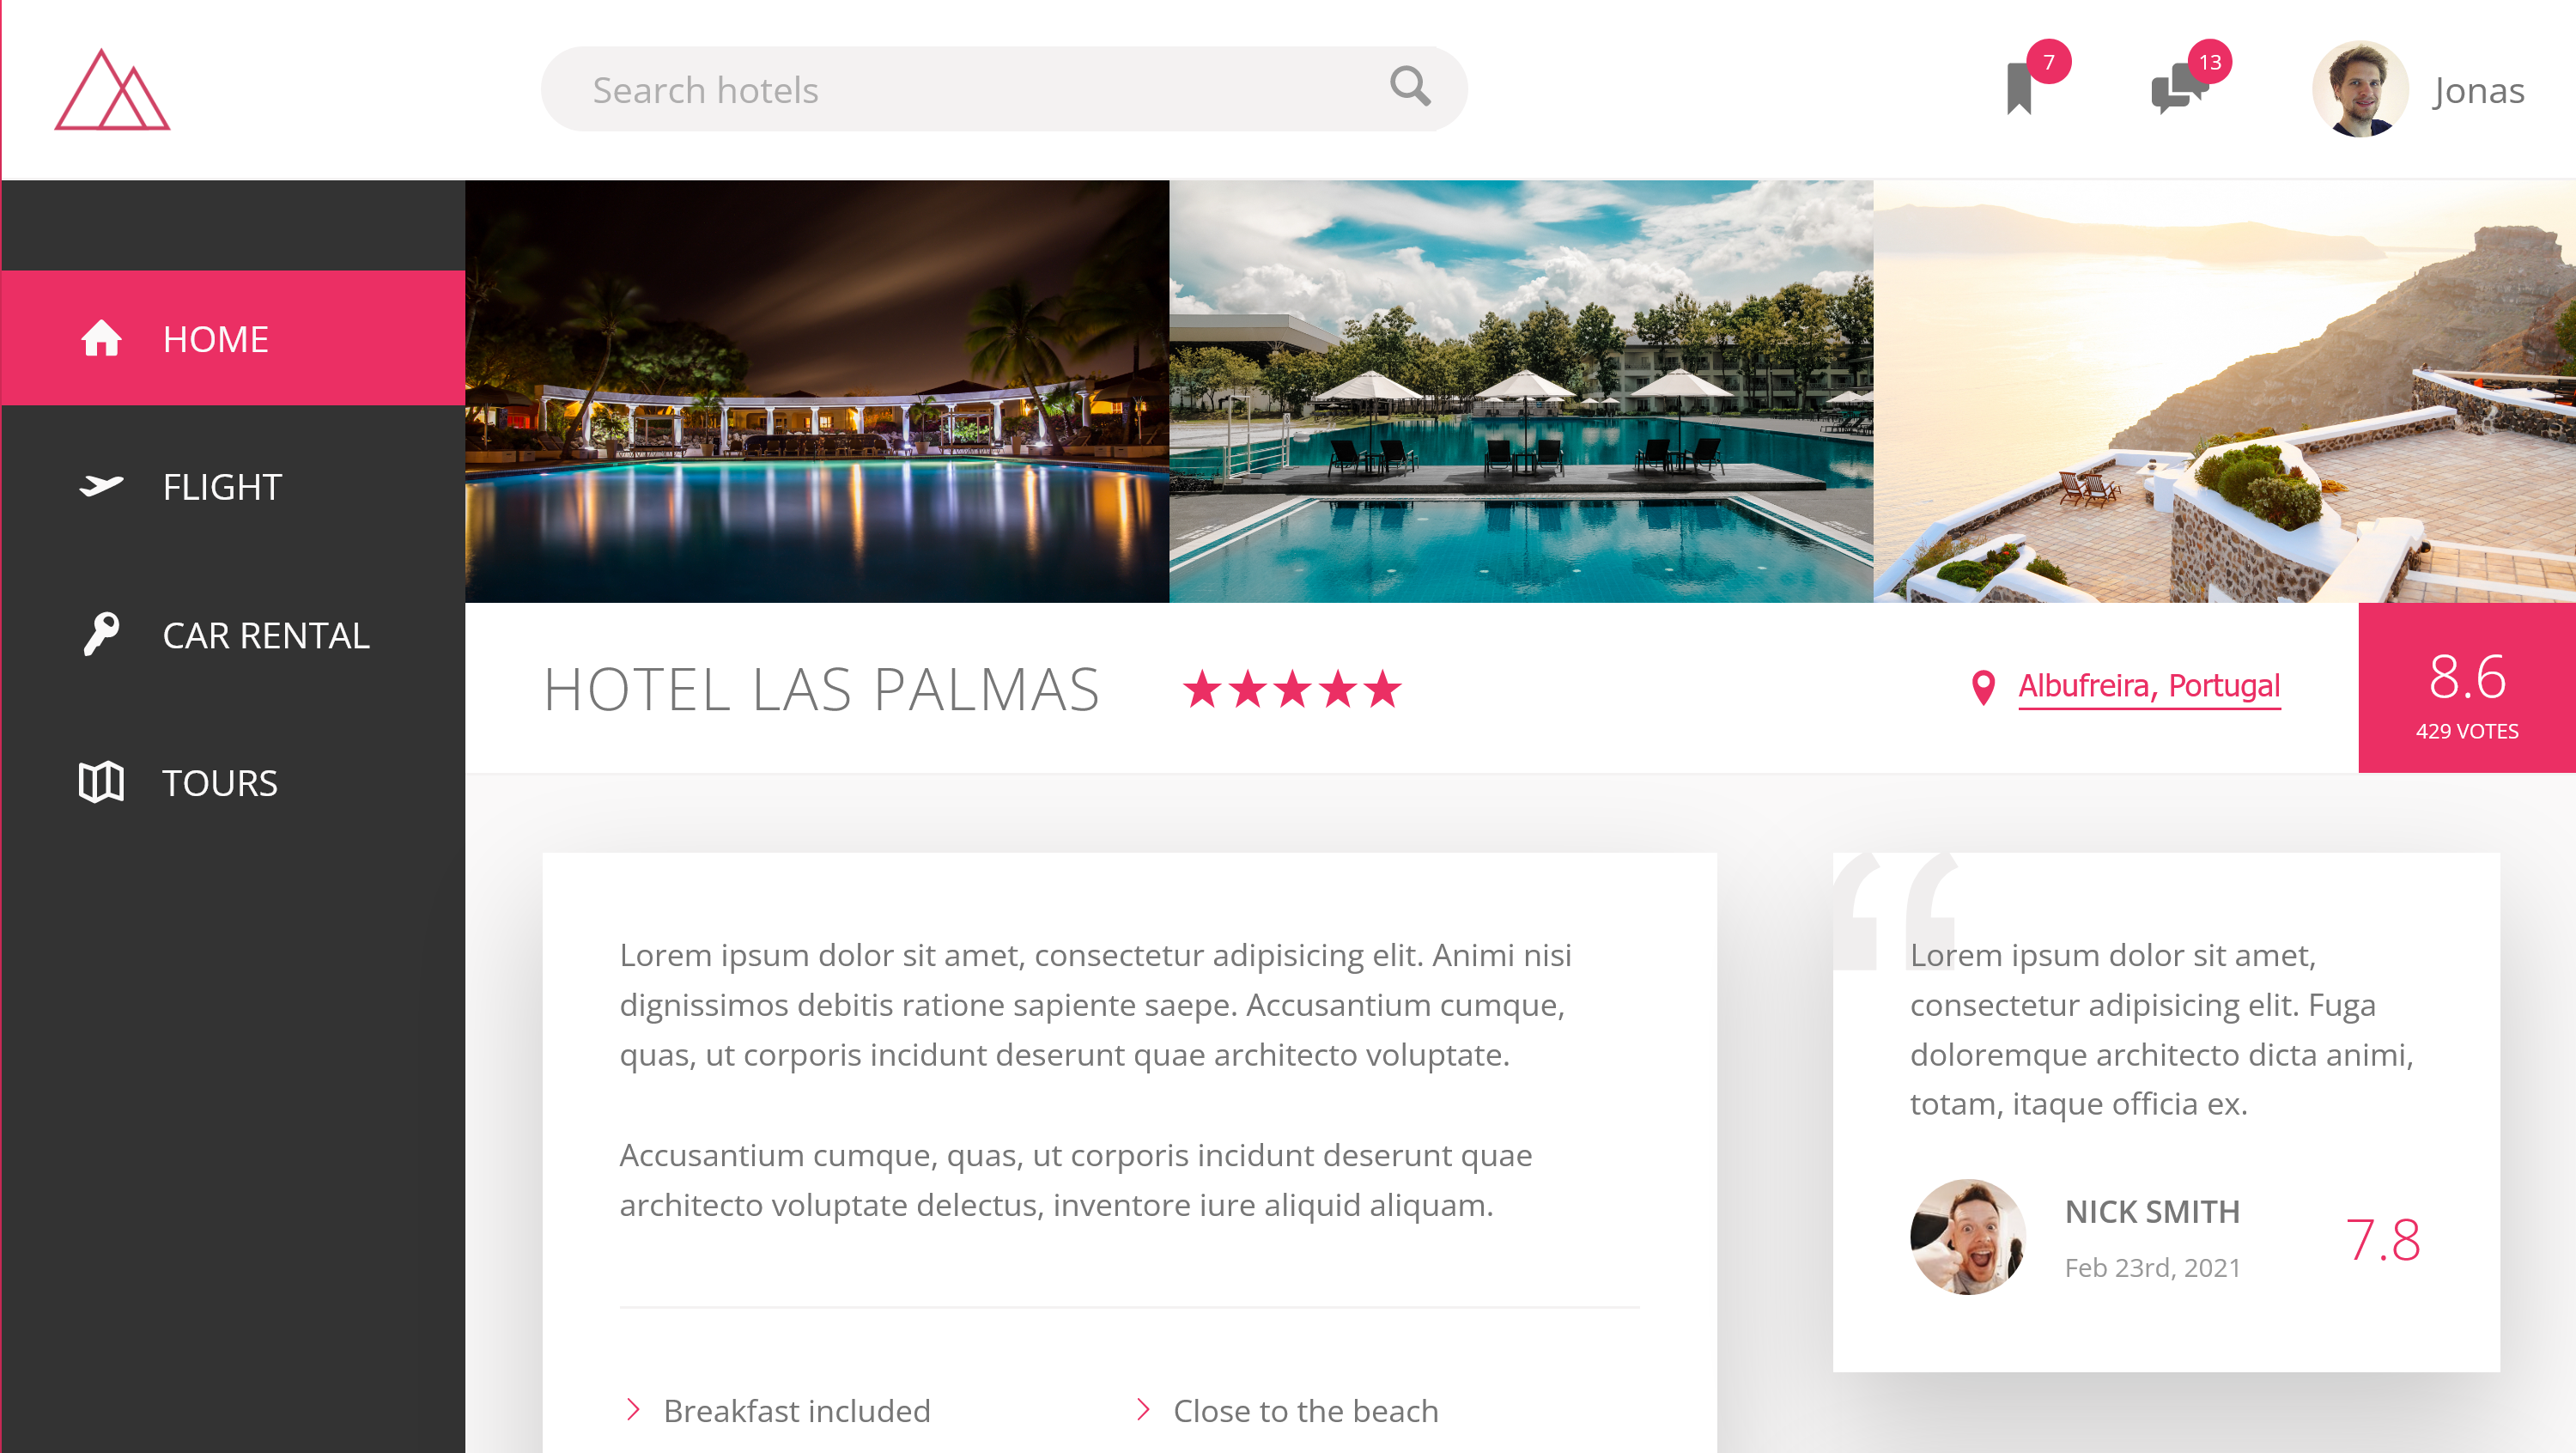 Search hotels
7
13
Jonas
HOME
FLIGHT
CAR RENTAL
TOURS
HOTEL LAS PALMAS
Albufreira, Portugal
8.6
429 VOTES
Lorem ipsum dolor sit amet, consectetur adipisicing elit. Animi nisi
dignissimos debitis ratione sapiente saepe. Accusantium cumque,
quas, ut corporis incidunt deserunt quae architecto voluptate.
Accusantium cumque, quas, ut corporis incidunt deserunt quae
architecto voluptate delectus, inventore iure aliquid aliquam.
Breakfast included
Close to the beach
“
Lorem ipsum dolor sit amet,
consectetur adipisicing elit. Fuga
doloremque architecto dicta animi,
totam, itaque officia ex.
NICK SMITH
Feb 23rd, 2021
7.8